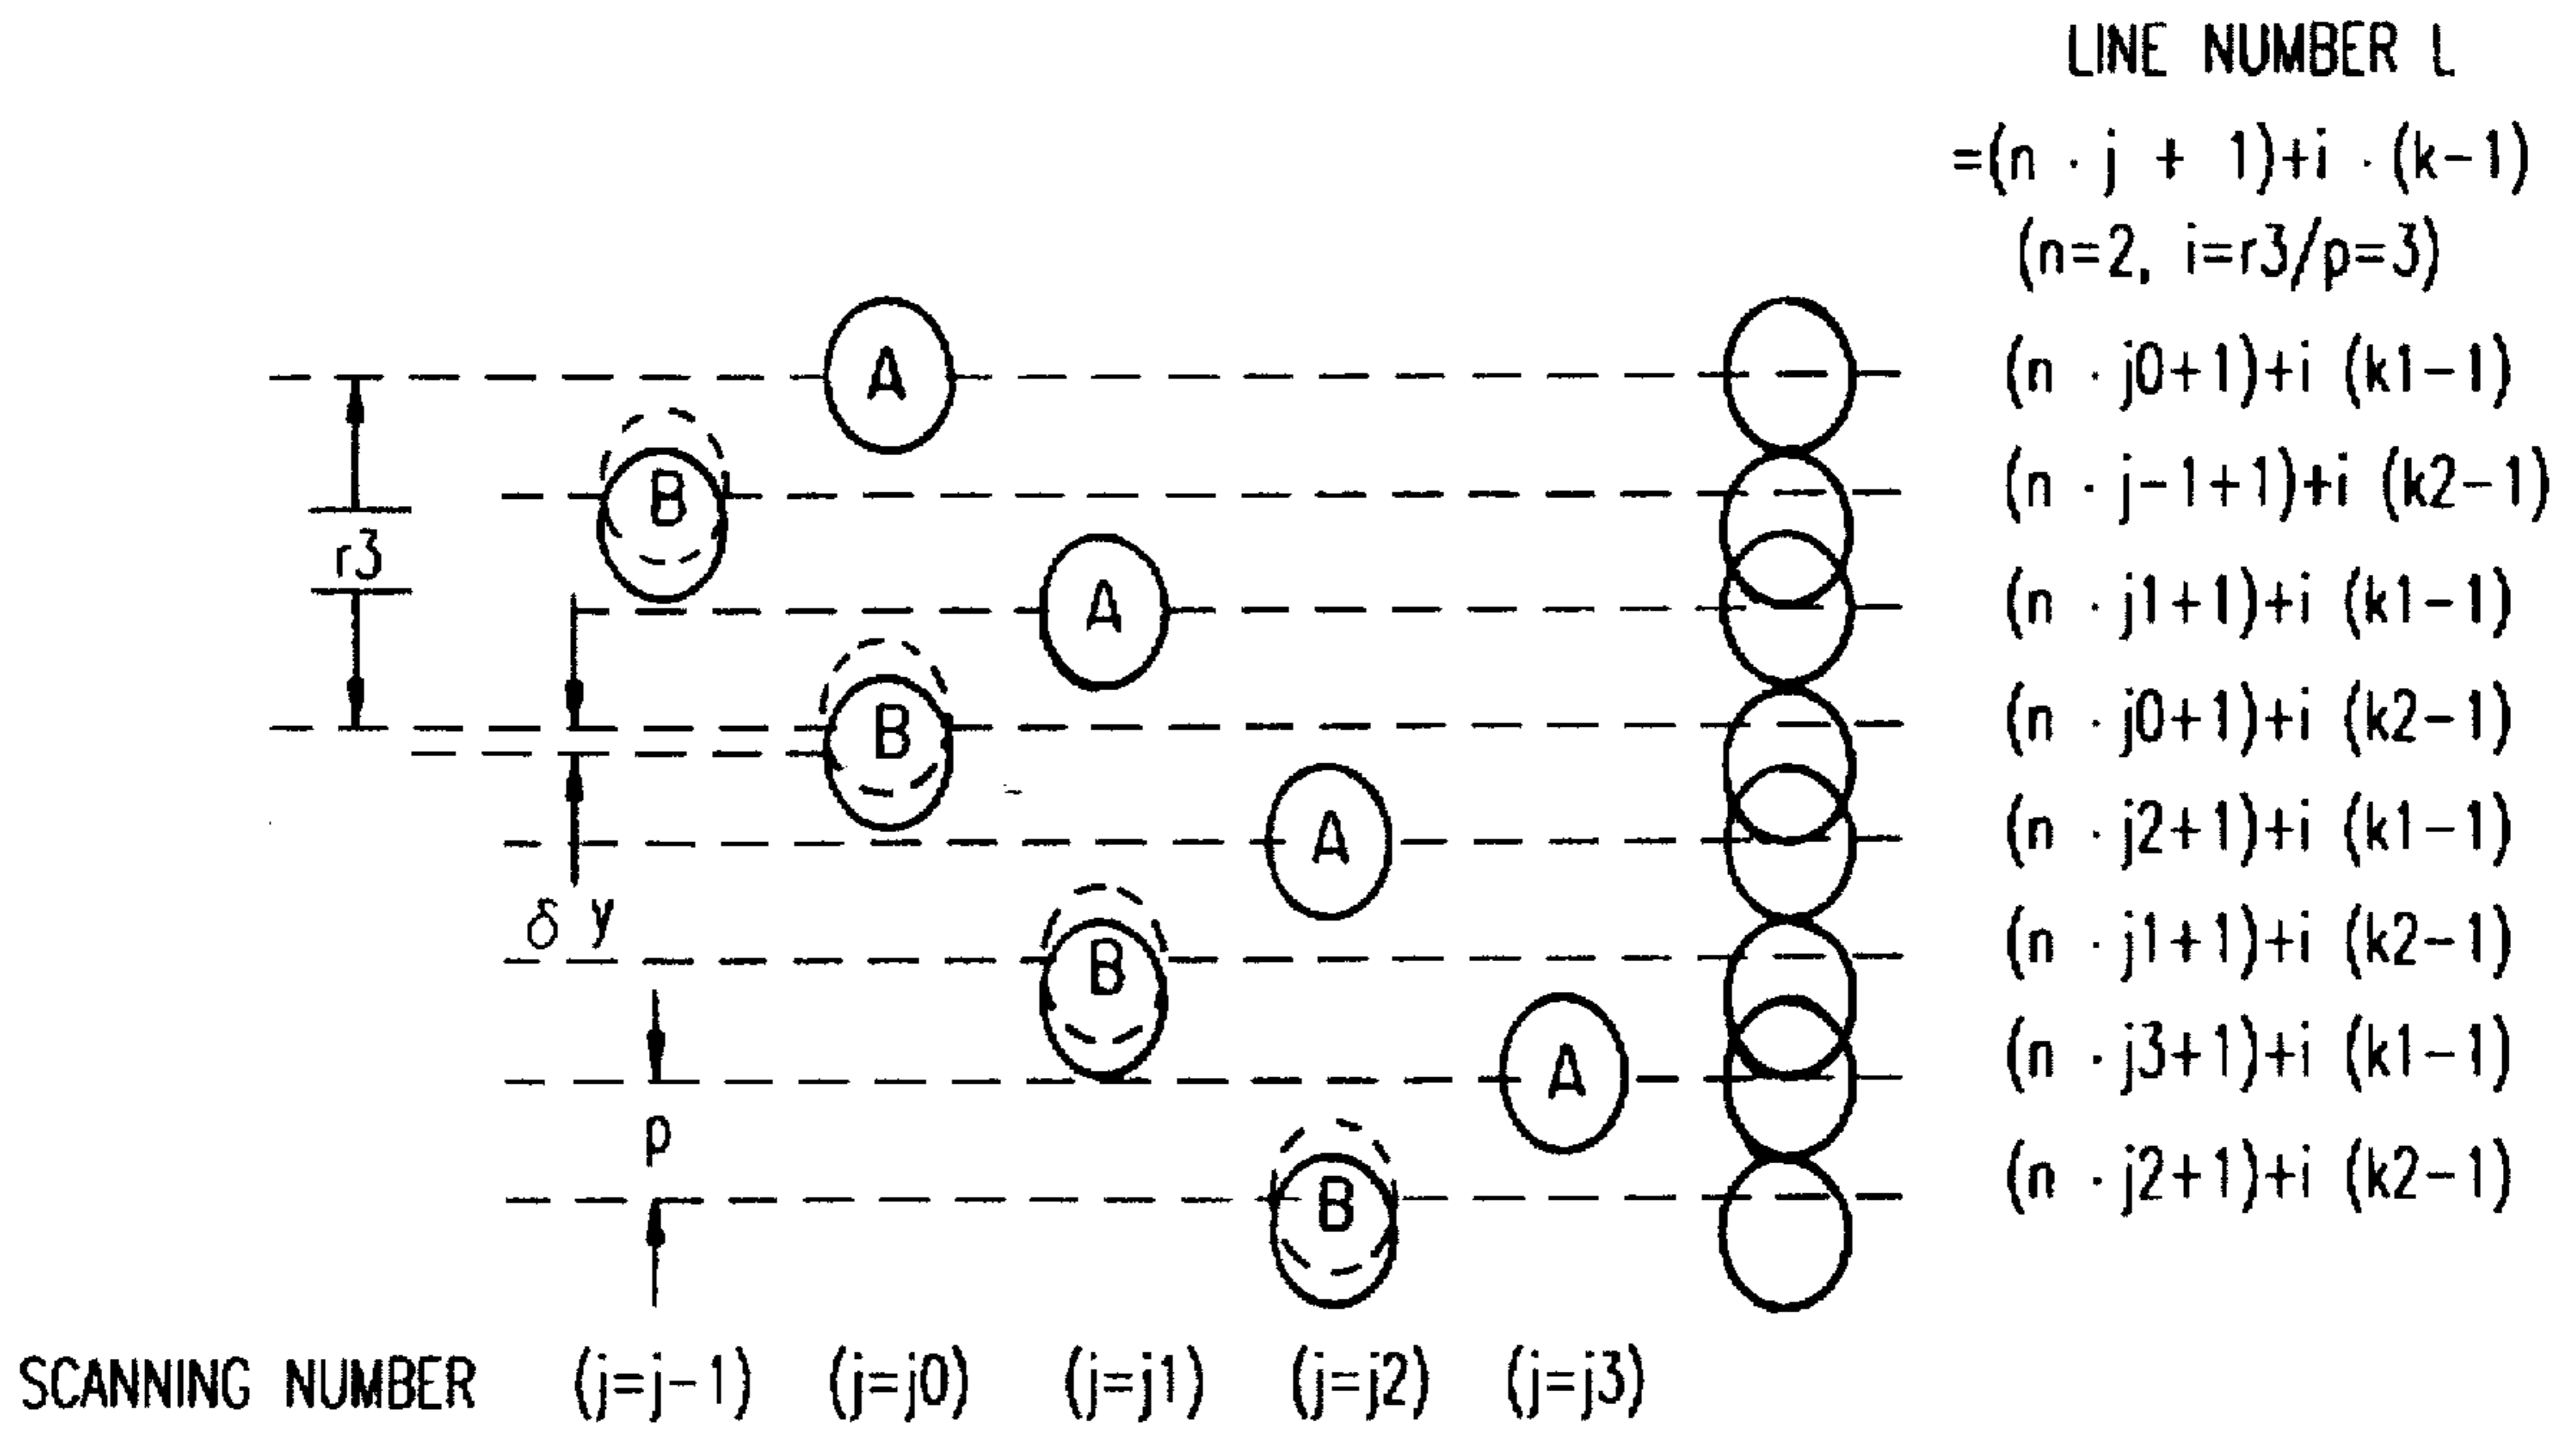 LINE NUMBER L
=(n · j + 1)+i · (k-1)
(n=2, i=r3/p=3)
A
(n · j0+1)+i (k1-1)
B
(n · j-1+1)+i (k2-1)
r3
A
(n · j1+1)+i (k1-1)
B
(n · j0+1)+i (k2-1)
A
(n · j2+1)+i (k1-1)
δ y
B
(n · j1+1)+i (k2-1)
A
(n · j3+1)+i (k1-1)
p
B
(n · j2+1)+i (k2-1)
SCANNING NUMBER (j=j-1) (j=j0) (j=j1) (j=j2) (j=j3)